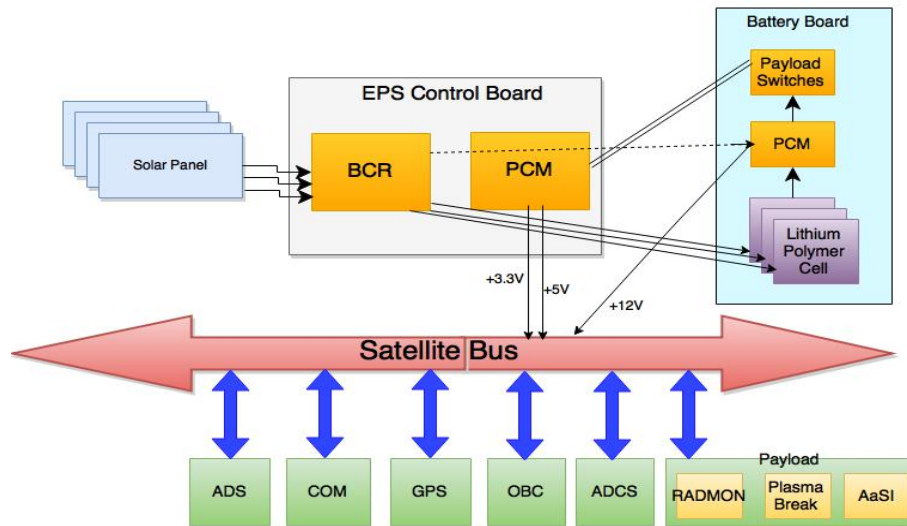 Battery Board
Payload
Switches
EPS Control Board
PCM
Solar Panel
BCR
PCM
Lithium
Polymer
Cell
+3.3V
+5V
+12V
Satellite Bus
ADS
COM
GPS
OBC
ADCS
Payload
RADMON
Plasma
Break
AaSI